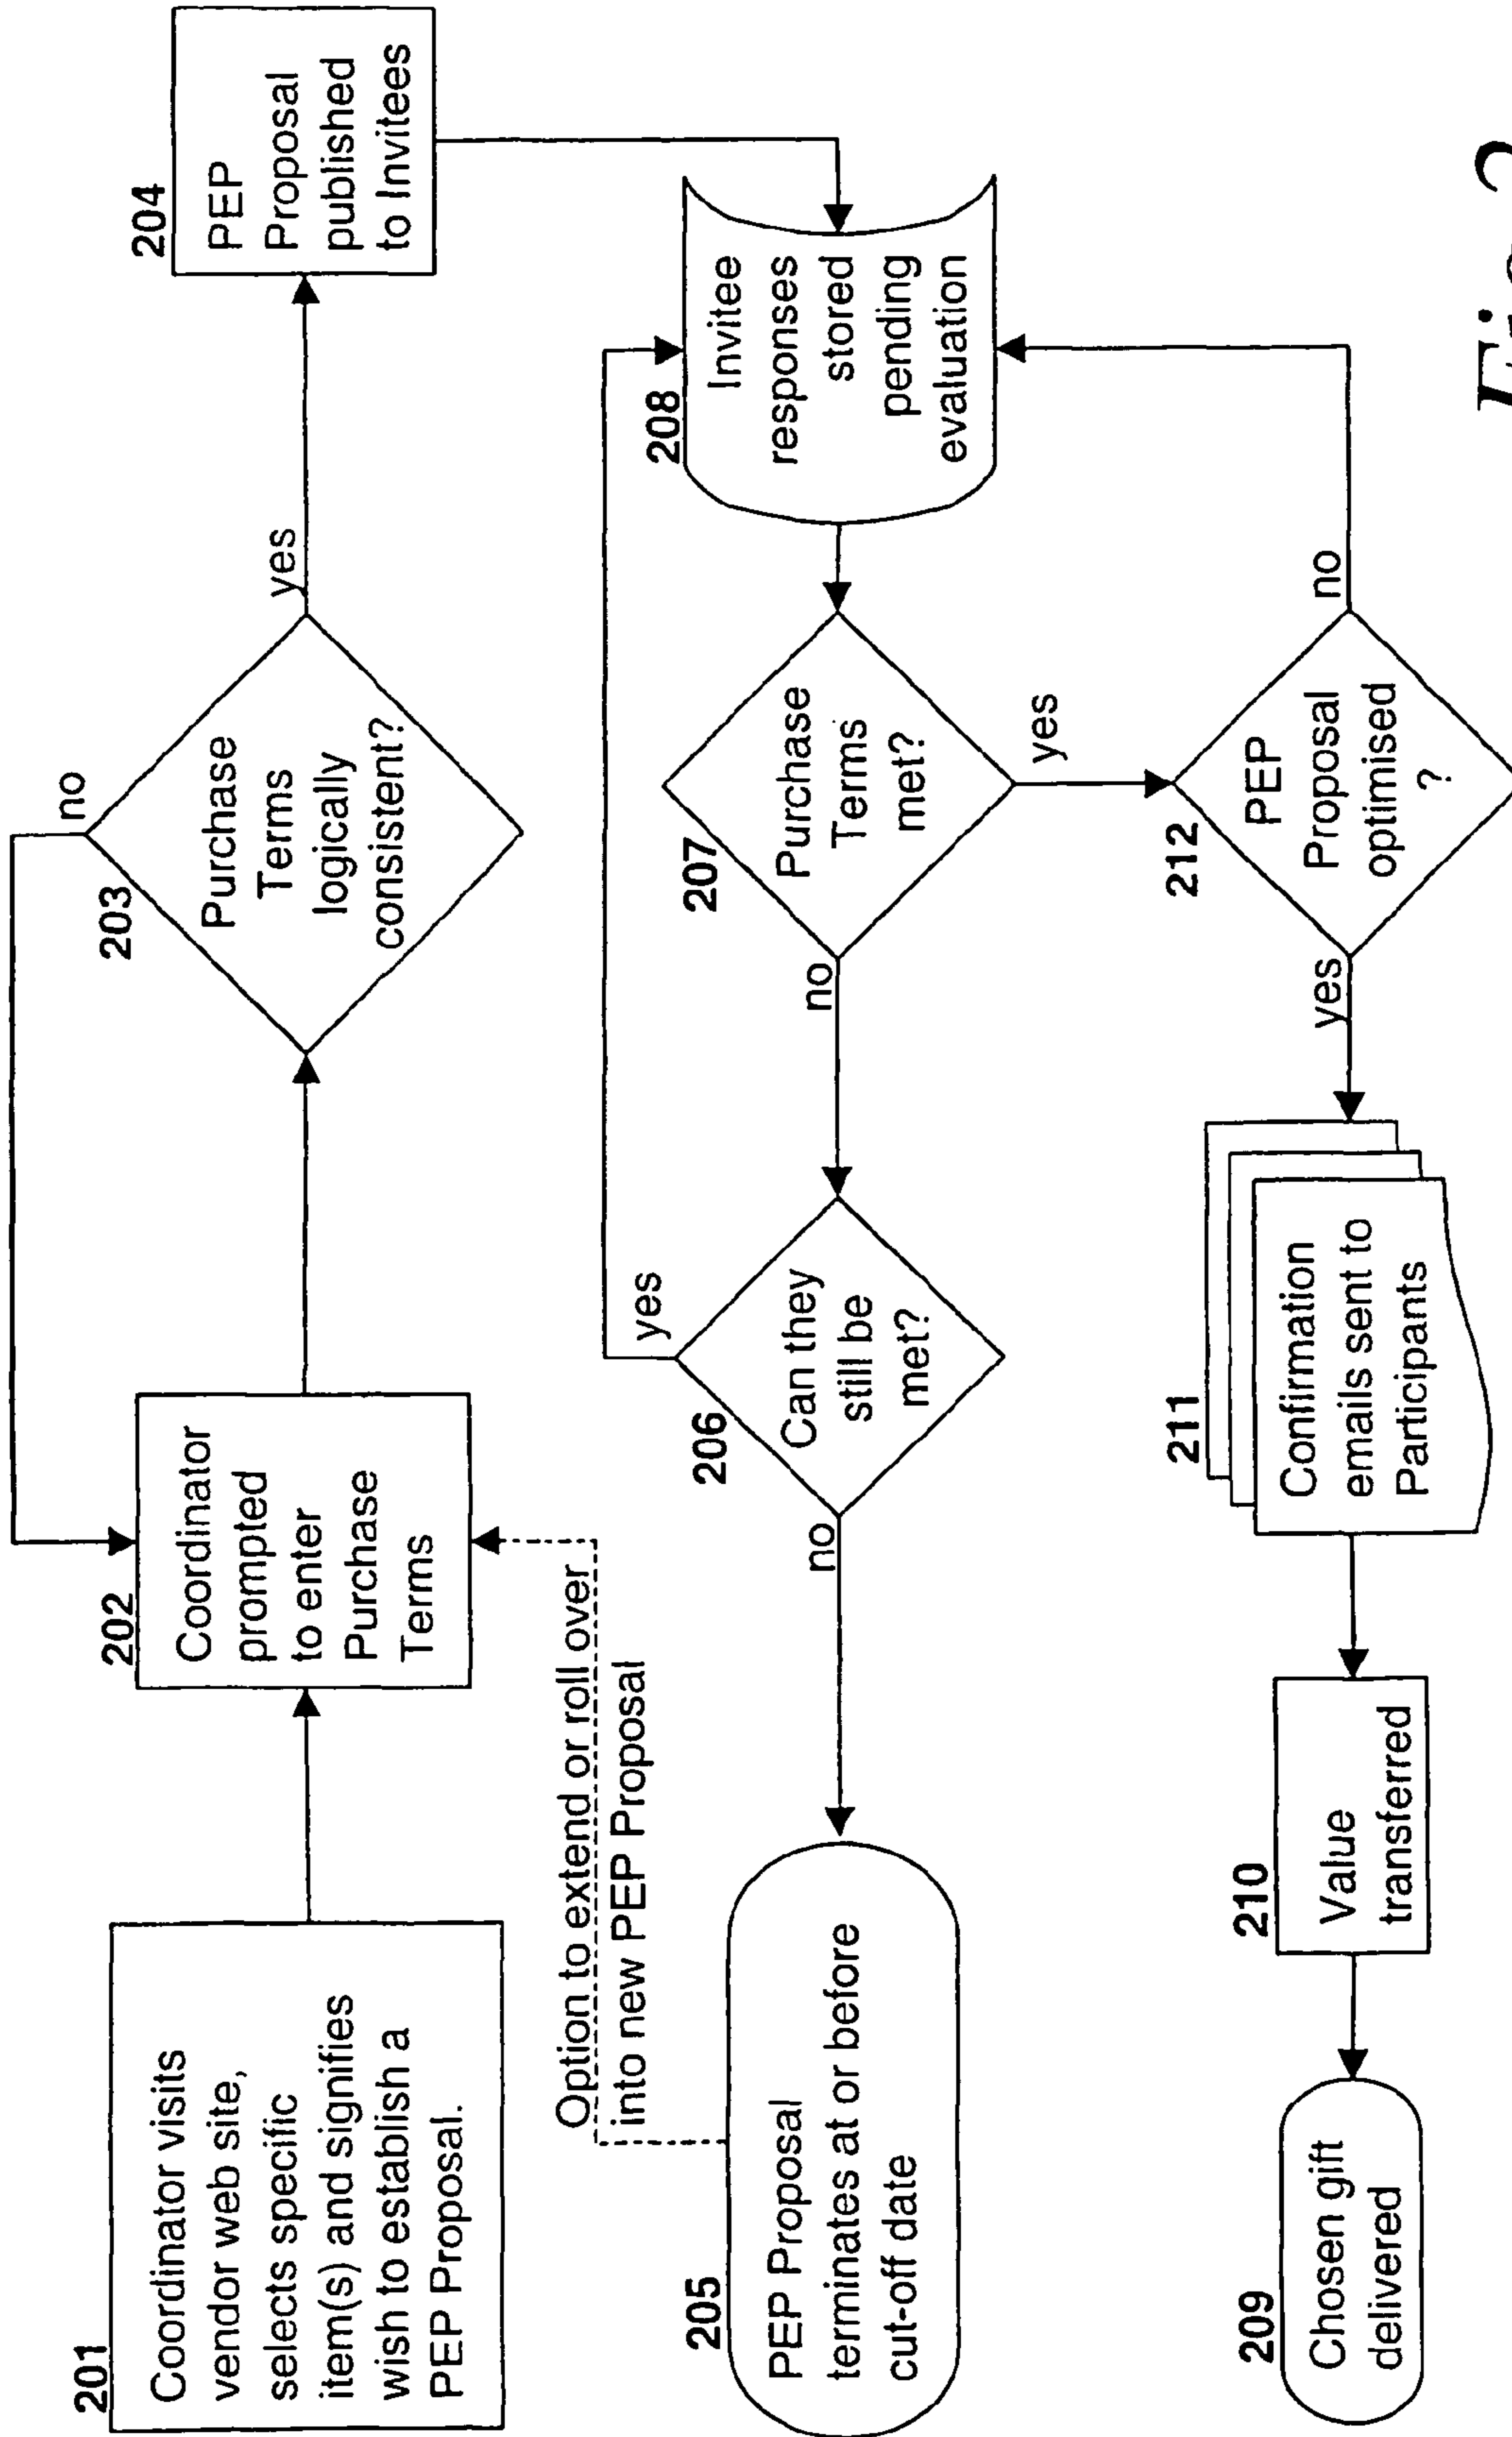 201
Coordinator visits
vendor web site,
selects specific
item(s) and signifies
wish to establish a
PEP Proposal.
202
Coordinator
prompted
to enter
Purchase
Terms
203
Purchase
Terms
logically
consistent?
no
yes
204
PEP
Proposal
published
to Invitees
Option to extend or roll over
into new PEP Proposal
205
PEP Proposal
terminates at or before
cut-off date
no
206
Can they
still be
met?
yes
no
207
Purchase
Terms
met?
yes
208
Invitee
responses
stored
pending
evaluation
209
Chosen gift
delivered
210
Value
transferred
211
Confirmation
emails sent to
Participants
yes
212
PEP
Proposal
optimised
?
no